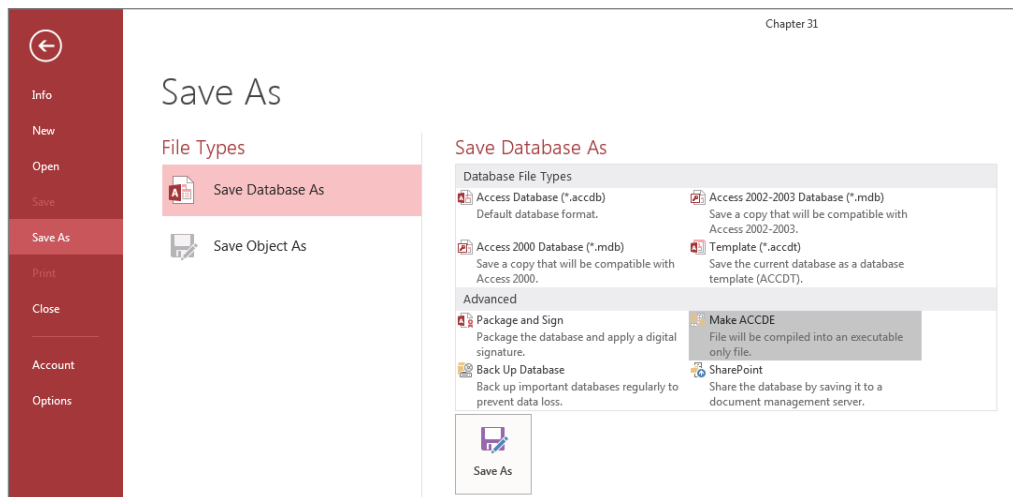 Chapter 31
Info
New
Open
Save
Save As
Print
Close
Account
Options
Save As
File Types
Save Database As
Save Object As
Save Database As
Database File Types
Access Database (*.accdb)
Default database format.
Access 2002-2003 Database (*.mdb)
Save a copy that will be compatible with
Access 2002-2003.
Access 2000 Database (*.mdb)
Save a copy that will be compatible with
Access 2000.
Template (*.accdt)
Save the current database as a database
template (ACCDT).
Advanced
Package and Sign
Package the database and apply a digital
signature.
Make ACCDE
File will be compiled into an executable
only file.
Back Up Database
Back up important databases regularly to
prevent data loss.
SharePoint
Share the database by saving it to a
document management server.
Save As